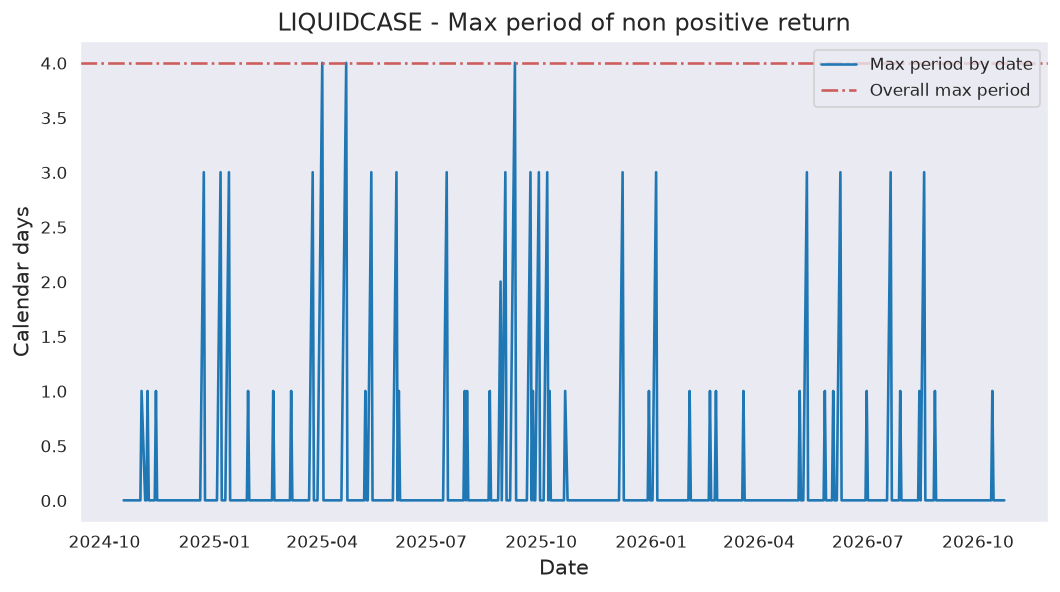 LIQUIDCASE - Max period of non positive return
Max period by date
Overall max period
Calendar days
4.0
3.5
3.0
2.5
2.0
1.5
1.0
0.5
0.0
2024-10 2025-01 2025-04 2025-07 2025-10 2026-01 2026-04 2026-07 2026-10
Date